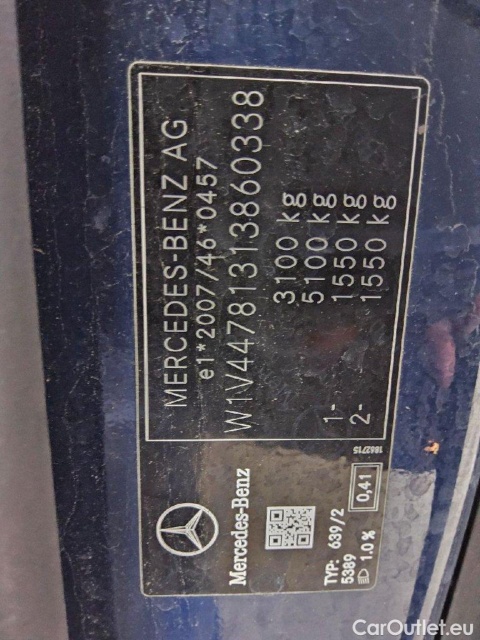 MERCEDES-BENZ AG
e1*2007/46*0457
W1V44781313860338
3100 kg
5100 kg
1- 1550 kg
2- 1550 kg
1862715
Mercedes-Benz
TYP: 639/2
5389 0,41
1.0 %
CarOutlet.eu